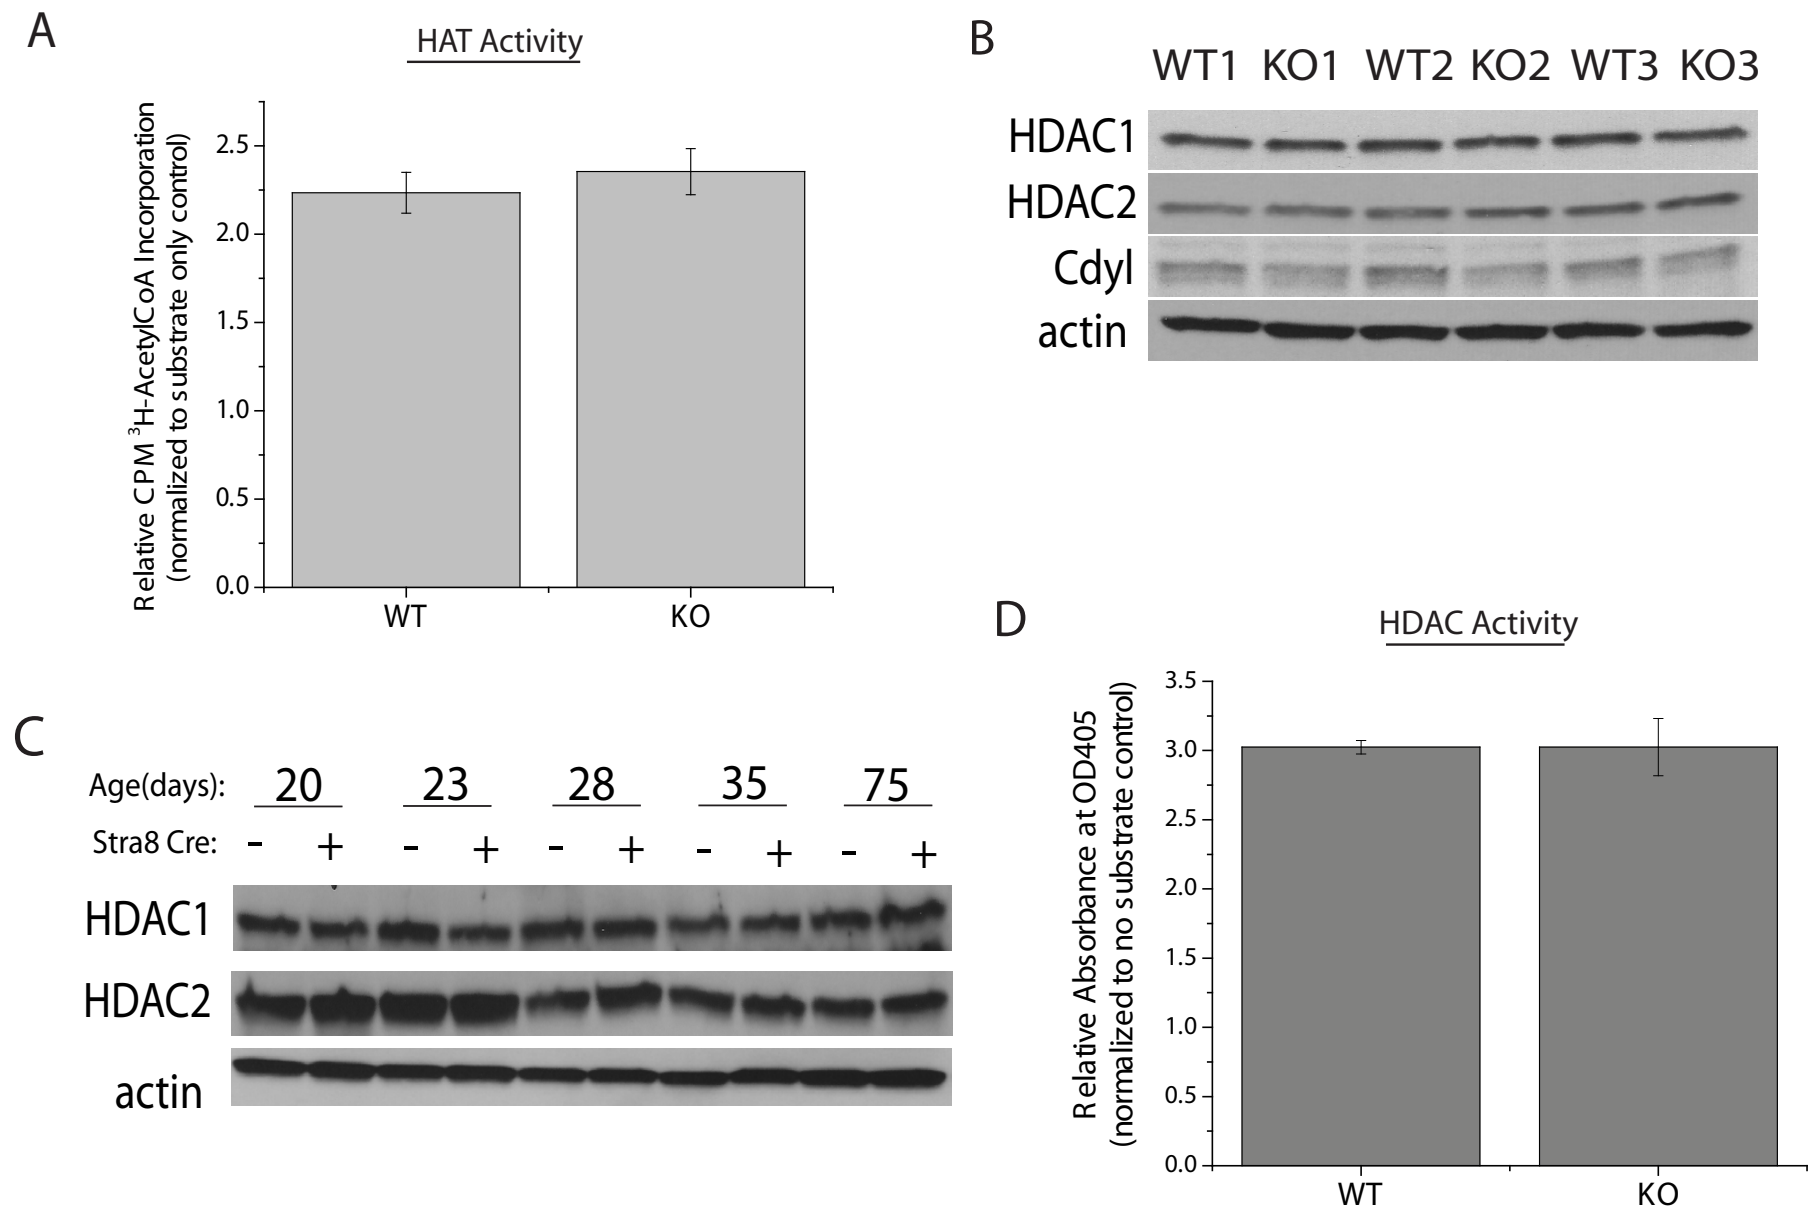 A
HAT Activity
Relative CPM ³H-AcetylCoA Incorporation
(normalized to substrate only control)
2.5
2.0
1.5
1.0
0.5
0.0
WT KO
B
WT1 KO1 WT2 KO2 WT3 KO3
HDAC1
HDAC2
Cdyl
actin
C
Age(days): 20 23 28 35 75
Stra8 Cre: - + - + - + - + - +
HDAC1
HDAC2
actin
D
HDAC Activity
Relative Absorbance at OD405
(normalized to no substrate control)
3.5
3.0
2.5
2.0
1.5
1.0
0.5
0.0
WT KO